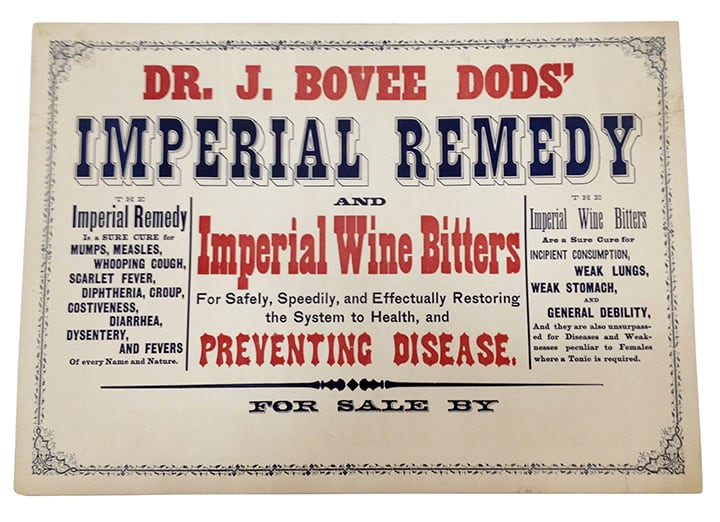 DR. J. BOVEE DODS'
IMPERIAL REMEDY
AND
THE
Imperial Remedy
Is a SURE CURE for
MUMPS, MEASLES,
WHOOPING COUGH,
SCARLET FEVER,
DIPHTHERIA, CROUP,
COSTIVENESS,
DIARRHEA,
DYSENTERY,
AND FEVERS
Of every Name and Nature.
Imperial Wine Bitters
For Safely, Speedily, and Effectually Restoring
the System to Health, and
PREVENTING DISEASE.
THE
Imperial Wine Bitters
Are a Sure Cure for
INCIPIENT CONSUMPTION,
WEAK LUNGS,
WEAK STOMACH,
AND
GENERAL DEBILITY,
And they are also unsurpass-
ed for Diseases and Weak-
nesses peculiar to Females
where a Tonic is required.
FOR SALE BY